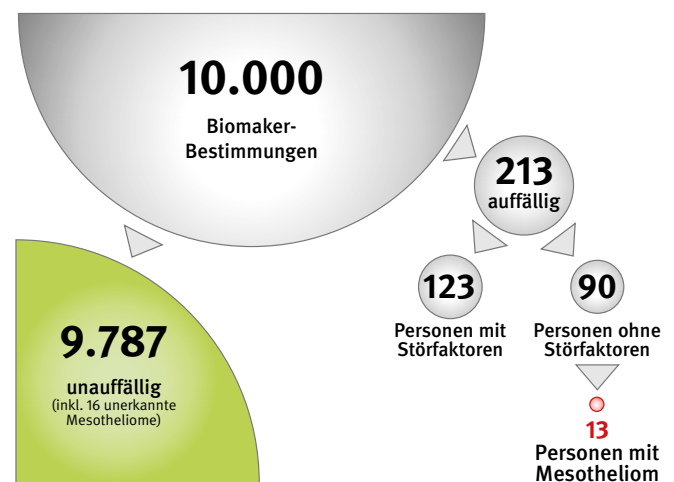 10.000
Biomaker-
Bestimmungen
213
auffällig
123
Personen mit
Störfaktoren
90
Personen ohne
Störfaktoren
9.787
unauffällig
(inkl. 16 unerkannte
Mesotheliome)
13
Personen mit
Mesotheliom